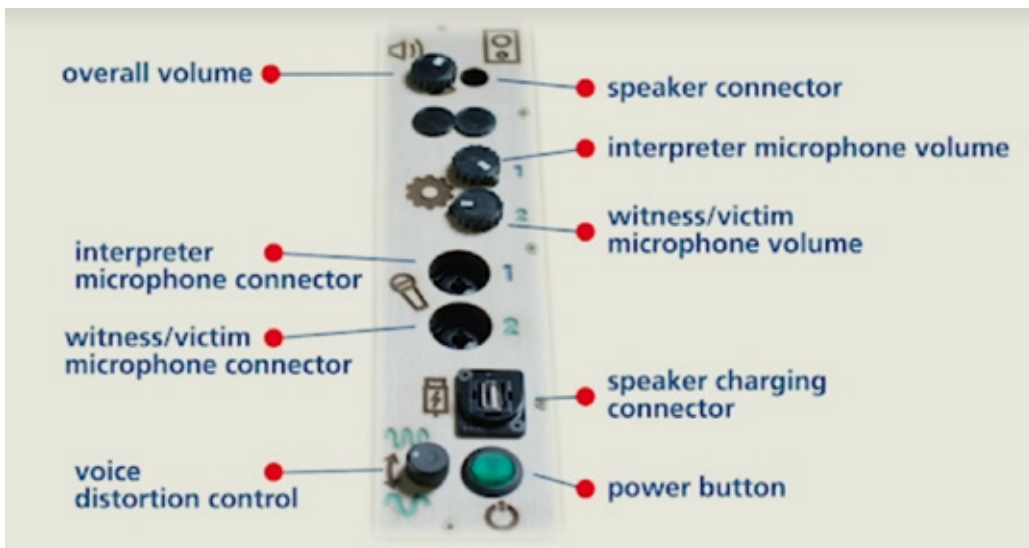 overall volume
speaker connector
interpreter microphone volume
1
witness/victim
microphone volume
2
interpreter
microphone connector
1
witness/victim
microphone connector
2
speaker charging
connector
voice
distortion control
power button